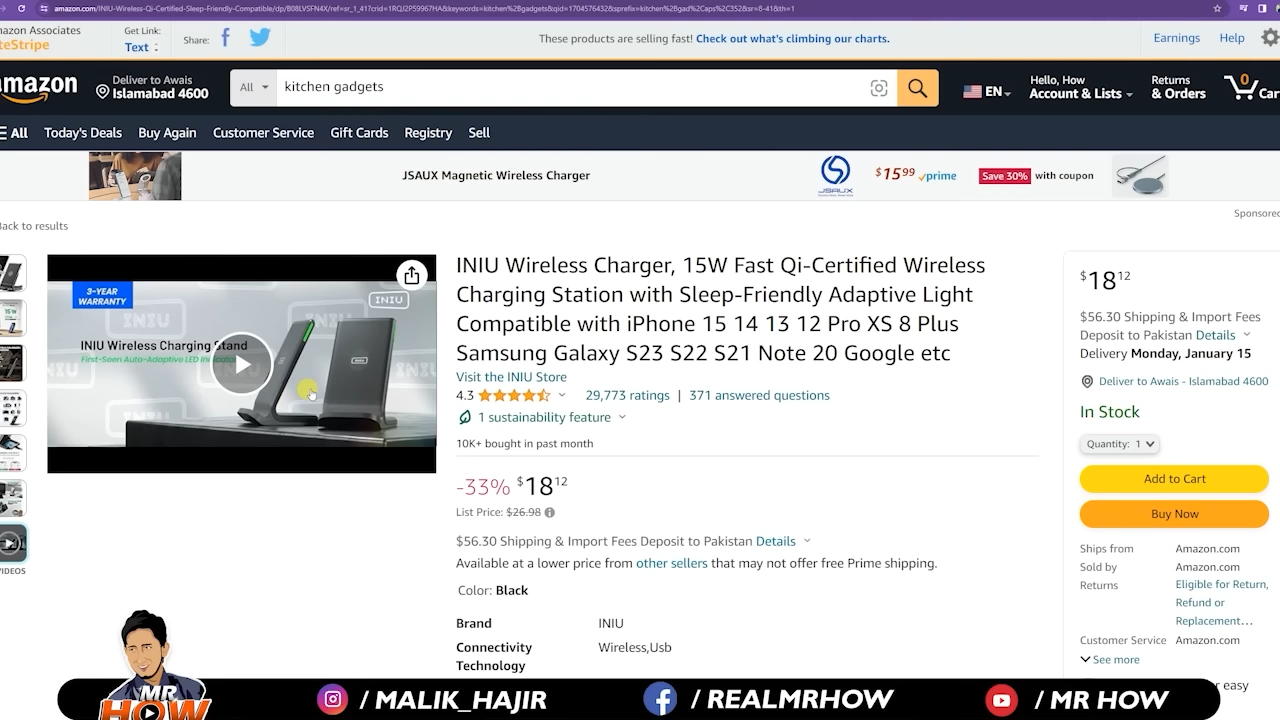 amazon.com/INIU-Wireless-Qi-Certified-Sleep-Friendly-Compatible/dp/B08LVSFN4X/ref=sr_1_41?crid=1RQJ2P59967HA&keywords=kitchen%2Bgadgets&qid=1704576432&sprefix=kitchen%2Bgad%2Caps%2C352&sr=8-41&th=1
mazon Associates
teStripe
Get Link:
Text
Share:
These products are selling fast! Check out what's climbing our charts.
Earnings
Help
amazon
Deliver to Awais
Islamabad 4600
All
kitchen gadgets
EN
Hello, How
Account & Lists
Returns
& Orders
0
Car
All
Today's Deals
Buy Again
Customer Service
Gift Cards
Registry
Sell
JSAUX Magnetic Wireless Charger
JSAUX
$15 99 prime
Save 30% with coupon
Back to results
Sponsored
3-YEAR
WARRANTY
INIU
INIU Wireless Charging Stand
First-Seen Auto-Adaptive LED Indicator
VIDEOS
INIU Wireless Charger, 15W Fast Qi-Certified Wireless
Charging Station with Sleep-Friendly Adaptive Light
Compatible with iPhone 15 14 13 12 Pro XS 8 Plus
Samsung Galaxy S23 S22 S21 Note 20 Google etc
Visit the INIU Store
4.3
29,773 ratings | 371 answered questions
1 sustainability feature
10K+ bought in past month
-33% $18 12
List Price: $26.98
$56.30 Shipping & Import Fees Deposit to Pakistan Details
Available at a lower price from other sellers that may not offer free Prime shipping.
Color: Black
Brand INIU
Connectivity Wireless,Usb
Technology
$18 12
$56.30 Shipping & Import Fees
Deposit to Pakistan Details
Delivery Monday, January 15
Deliver to Awais - Islamabad 4600
In Stock
Quantity: 1
Add to Cart
Buy Now
Ships from Amazon.com
Sold by Amazon.com
Returns Eligible for Return,
Refund or
Replacement…
Customer Service Amazon.com
See more
r easy
MR
HOW
/ MALIK_HAJIR
/ REALMRHOW
/ MR HOW